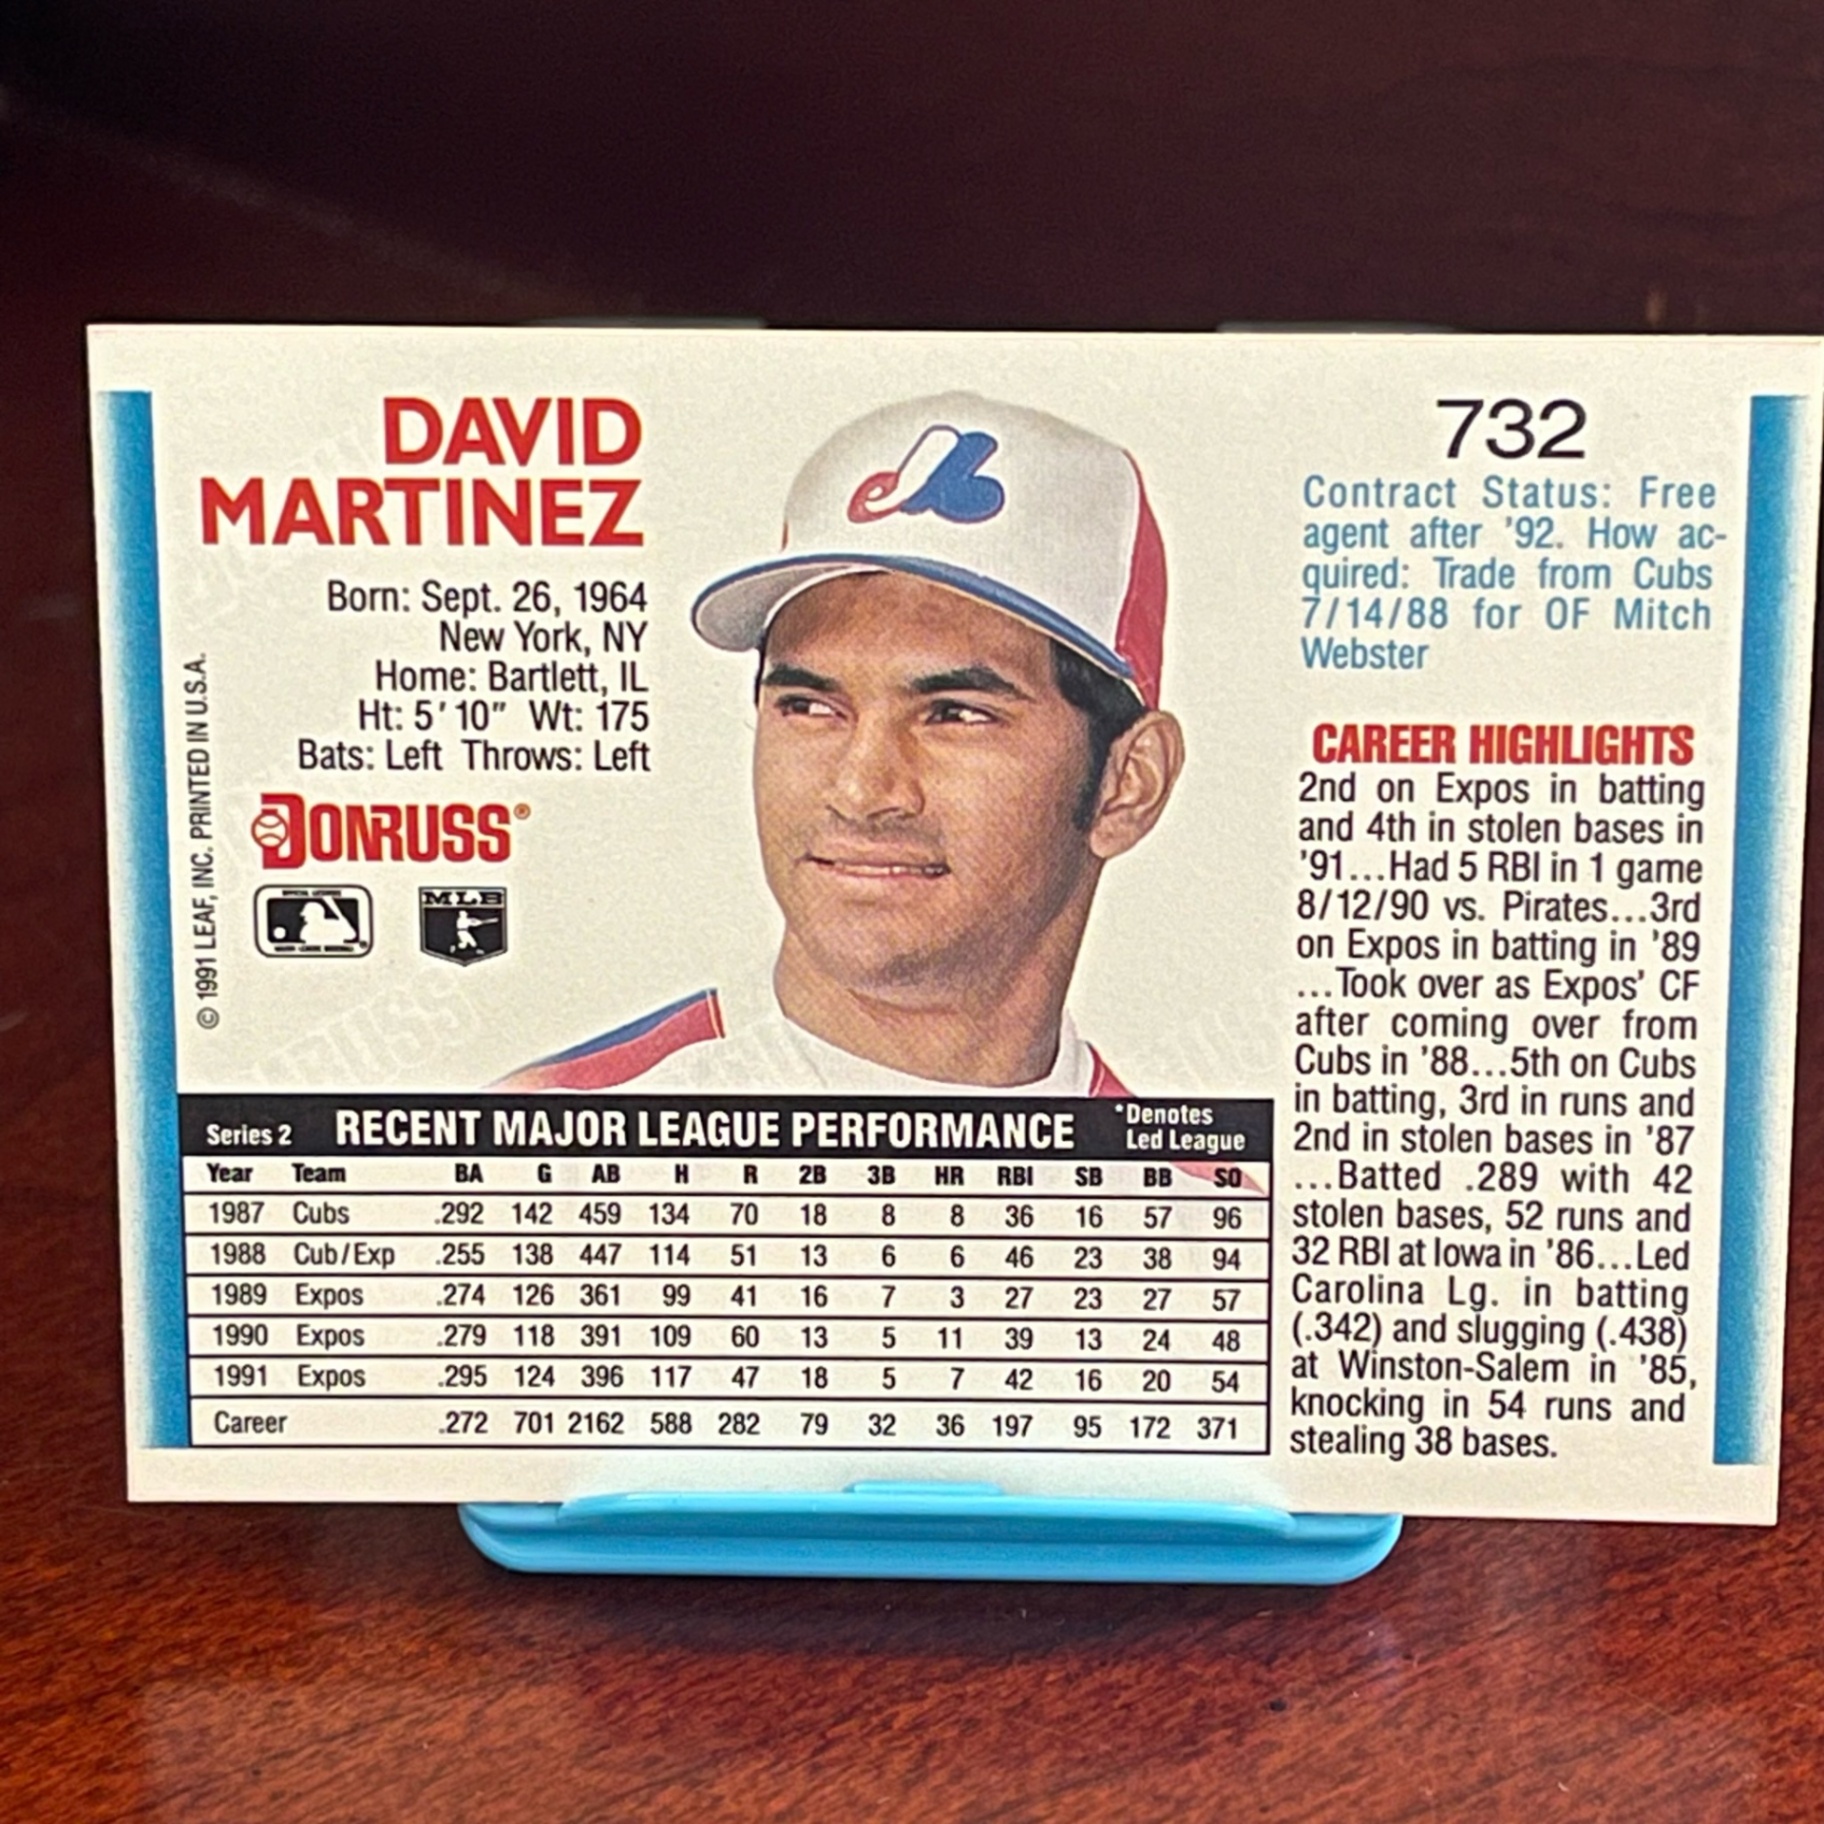 DAVID
MARTINEZ
Born: Sept. 26, 1964
New York, NY
Home: Bartlett, IL
Ht: 5'10" Wt: 175
Bats: Left Throws: Left
DONRUSS®
MLB
© 1991 LEAF, INC. PRINTED IN U.S.A.
732
Contract Status: Free
agent after '92. How ac-
quired: Trade from Cubs
7/14/88 for OF Mitch
Webster
CAREER HIGHLIGHTS
2nd on Expos in batting
and 4th in stolen bases in
'91...Had 5 RBI in 1 game
8/12/90 vs. Pirates...3rd
on Expos in batting in '89
...Took over as Expos' CF
after coming over from
Cubs in '88...5th on Cubs
in batting, 3rd in runs and
2nd in stolen bases in '87
...Batted .289 with 42
stolen bases, 52 runs and
32 RBI at Iowa in '86...Led
Carolina Lg. in batting
(.342) and slugging (.438)
at Winston-Salem in '85,
knocking in 54 runs and
stealing 38 bases.
Series 2 RECENT MAJOR LEAGUE PERFORMANCE *Denotes
Led League
Year Team BA G AB H R 2B 3B HR RBI SB BB SO
1987 Cubs .292 142 459 134 70 18 8 8 36 16 57 96
1988 Cub/Exp .255 138 447 114 51 13 6 6 46 23 38 94
1989 Expos .274 126 361 99 41 16 7 3 27 23 27 57
1990 Expos .279 118 391 109 60 13 5 11 39 13 24 48
1991 Expos .295 124 396 117 47 18 5 7 42 16 20 54
Career .272 701 2162 588 282 79 32 36 197 95 172 371